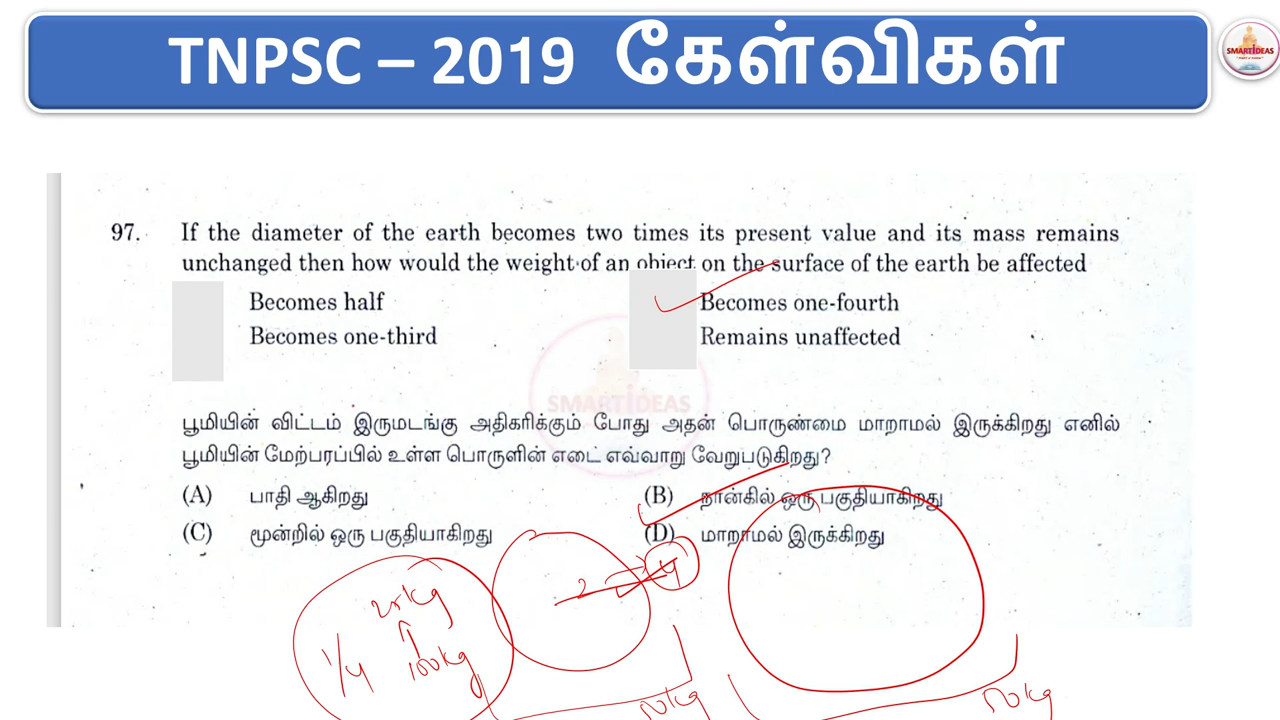 TNPSC – 2019 கேள்விகள்
SMARTIDEAS
97. If the diameter of the earth becomes two times its present value and its mass remains
unchanged then how would the weight of an object on the surface of the earth be affected
Becomes half Becomes one-fourth
Becomes one-third Remains unaffected
SMARTIDEAS
பூமியின் விட்டம் இருமடங்கு அதிகரிக்கும் போது அதன் பொருண்மை மாறாமல் இருக்கிறது எனில்
பூமியின் மேற்பரப்பில் உள்ள பொருளின் எடை எவ்வாறு வேறுபடுகிறது?
(A) பாதி ஆகிறது (B) நான்கில் ஒரு பகுதியாகிறது
(C) மூன்றில் ஒரு பகுதியாகிறது (D) மாறாமல் இருக்கிறது
2 4
25kg
1/4 100kg